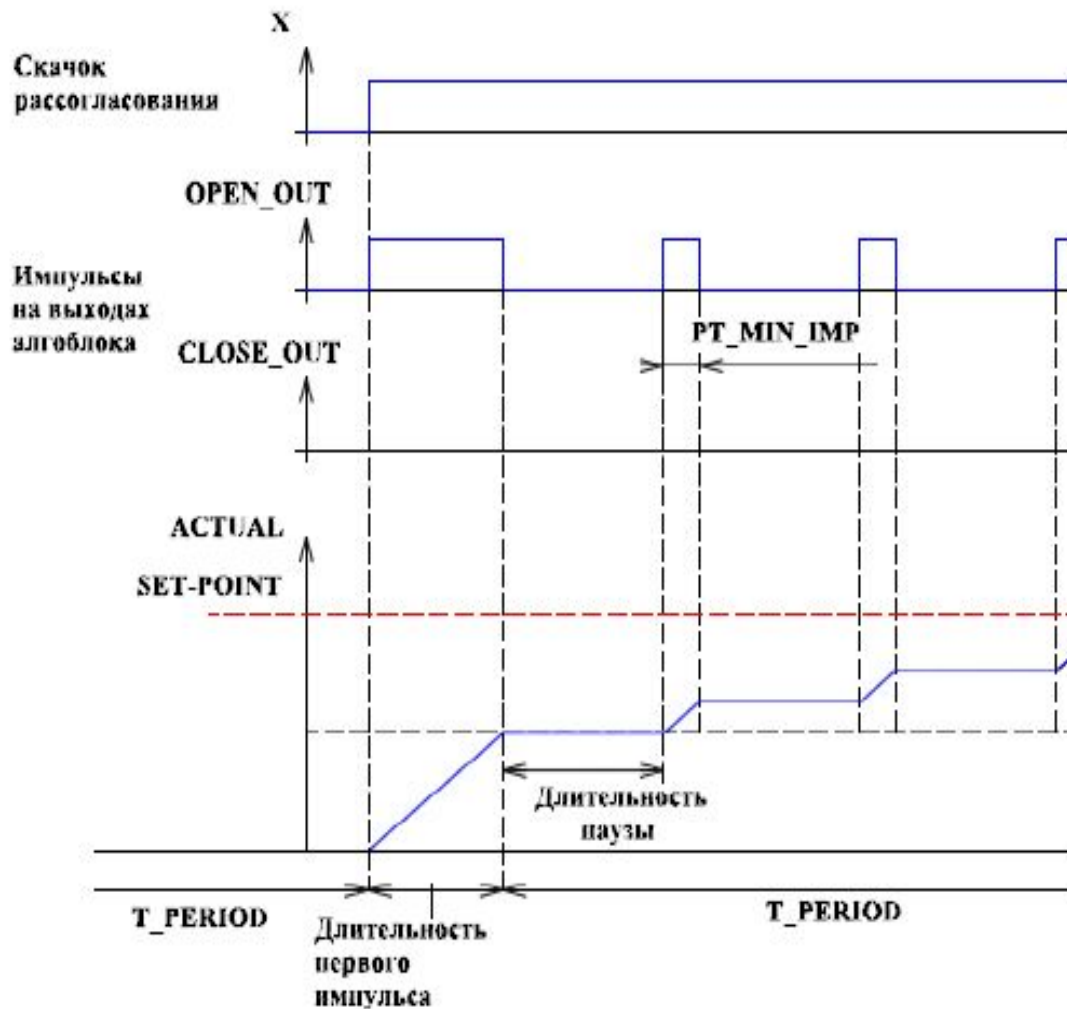 X
Скачок
рассогласования
OPEN_OUT
Импульсы
на выходах
алгоблока
CLOSE_OUT
PT_MIN_IMP
ACTUAL
SET-POINT
Длительность
паузы
T_PERIOD
Длительность
первого
импульса
T_PERIOD